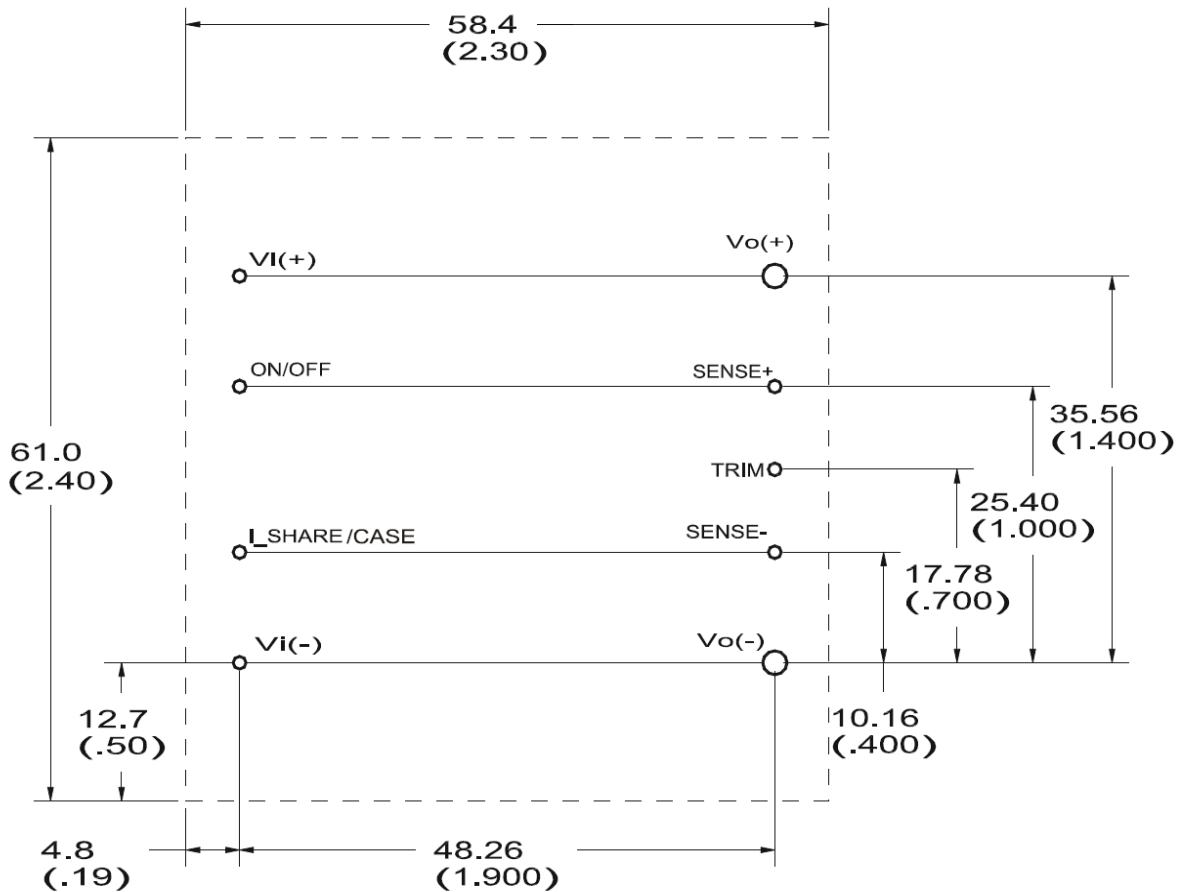 58.4
(2.30)
VI(+)
Vo(+)
ON/OFF
SENSE+
35.56
(1.400)
61.0
(2.40)
TRIM
25.40
(1.000)
I_SHARE/CASE
SENSE-
17.78
(.700)
Vi(-)
Vo(-)
12.7
(.50)
10.16
(.400)
4.8
(.19)
48.26
(1.900)